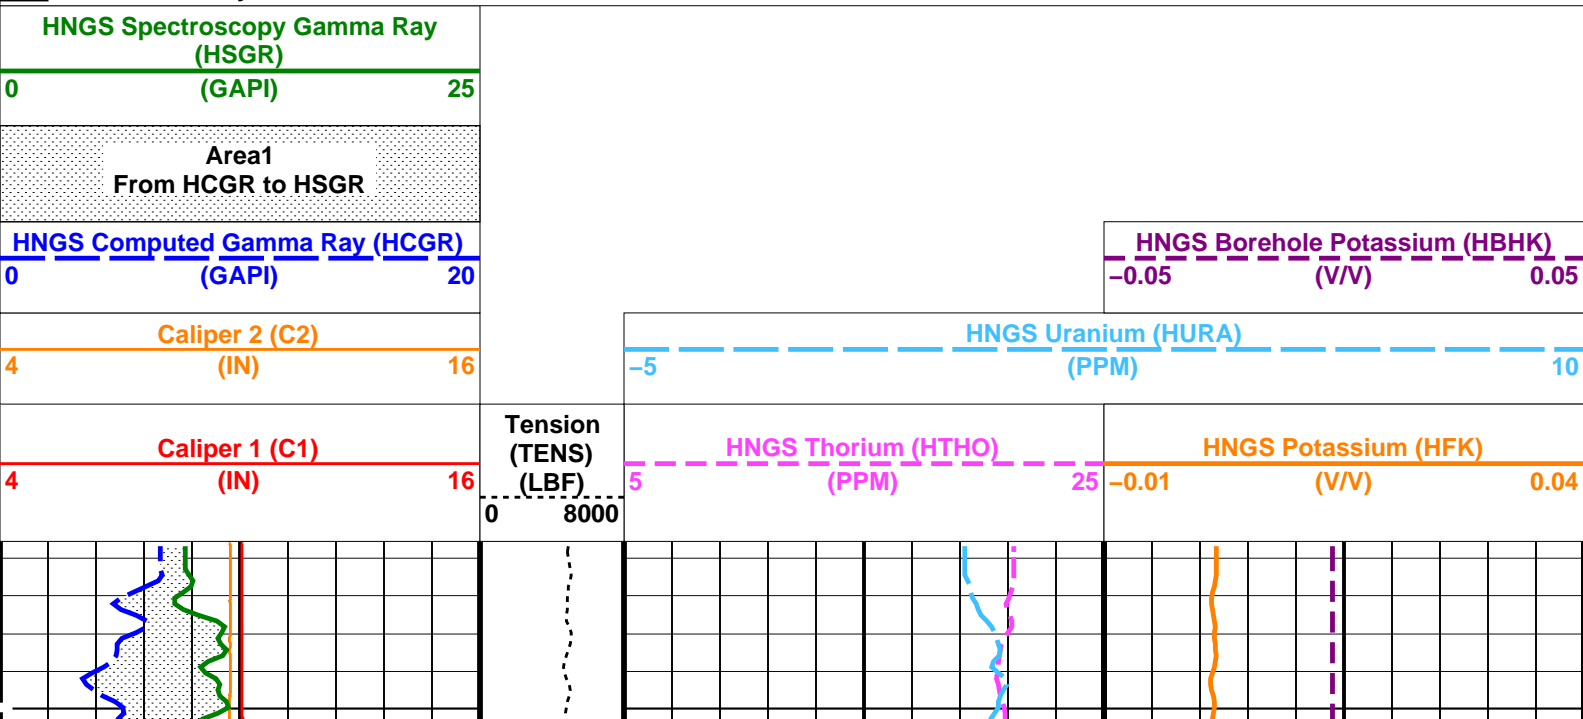 HNGS Spectroscopy Gamma Ray
(HSGR)
0 (GAPI) 25
Area1
From HCGR to HSGR
HNGS Computed Gamma Ray (HCGR)
0 (GAPI) 20
HNGS Borehole Potassium (HBHK)
−0.05 (V/V) 0.05
Caliper 2 (C2)
4 (IN) 16
HNGS Uranium (HURA)
−5 (PPM) 10
Caliper 1 (C1)
4 (IN) 16
Tension
(TENS)
(LBF)
0 8000
HNGS Thorium (HTHO)
5 (PPM) 25
HNGS Potassium (HFK)
−0.01 (V/V) 0.04